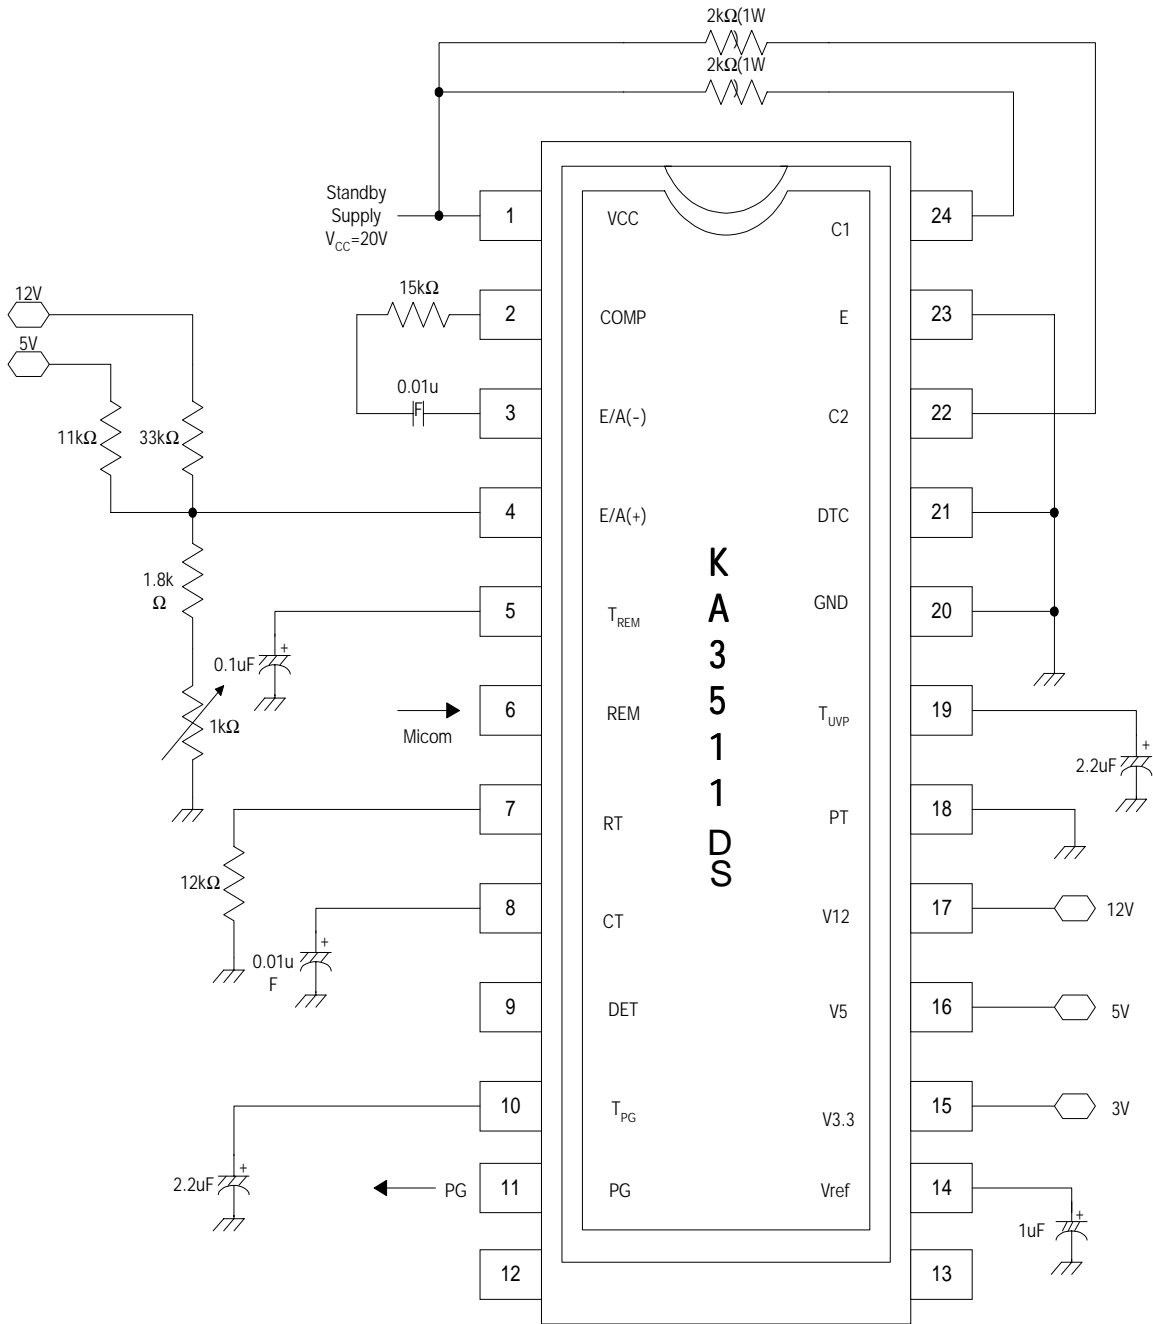 2kΩ(1W
)
2kΩ(1W
)
Standby
Supply
VCC=20V
1
VCC
C1
24
12V
15kΩ
2
COMP
E
23
5V
0.01u
F
3
E/A(-)
C2
22
11kΩ
33kΩ
4
E/A(+)
DTC
21
1.8k
Ω
K
A
3
5
1
1
D
S
5
TREM
GND
20
0.1uF
+
1kΩ
Micom
6
REM
TUVP
19
+
2.2uF
7
RT
PT
18
12kΩ
8
CT
V12
17
12V
+
0.01u
F
9
DET
V5
16
5V
10
TPG
V3.3
15
3V
+
2.2uF
PG
11
PG
Vref
14
+
1uF
12
13